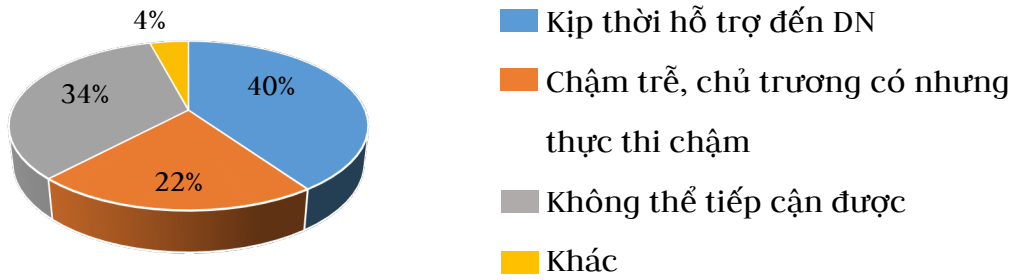 4%
34%
40%
22%
Kịp thời hỗ trợ đến DN
Chậm trễ, chủ trương có nhưng
thực thi chậm
Không thể tiếp cận được
Khác